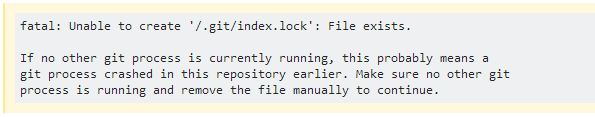 fatal: Unable to create '/.git/index.lock': File exists.
If no other git process is currently running, this probably means a
git process crashed in this repository earlier. Make sure no other git
process is running and remove the file manually to continue.